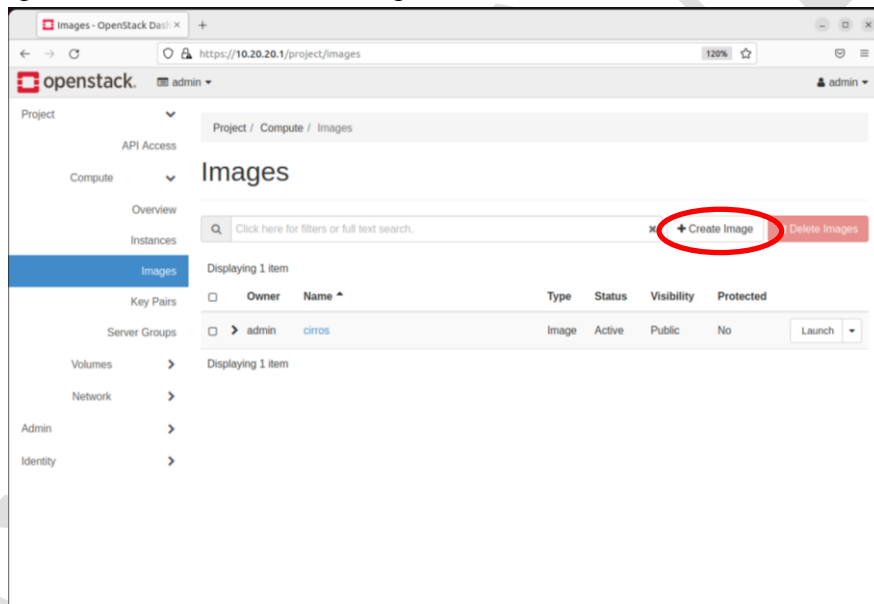 Images - OpenStack Dash
https://10.20.20.1/project/images 120%
openstack. admin admin
Project
API Access
Compute
Overview
Instances
Images
Key Pairs
Server Groups
Volumes
Network
Admin
Identity
Project / Compute / Images
Images
Click here for filters or full text search. + Create Image Delete Images
Displaying 1 item
Owner Name Type Status Visibility Protected
admin cirros Image Active Public No Launch
Displaying 1 item